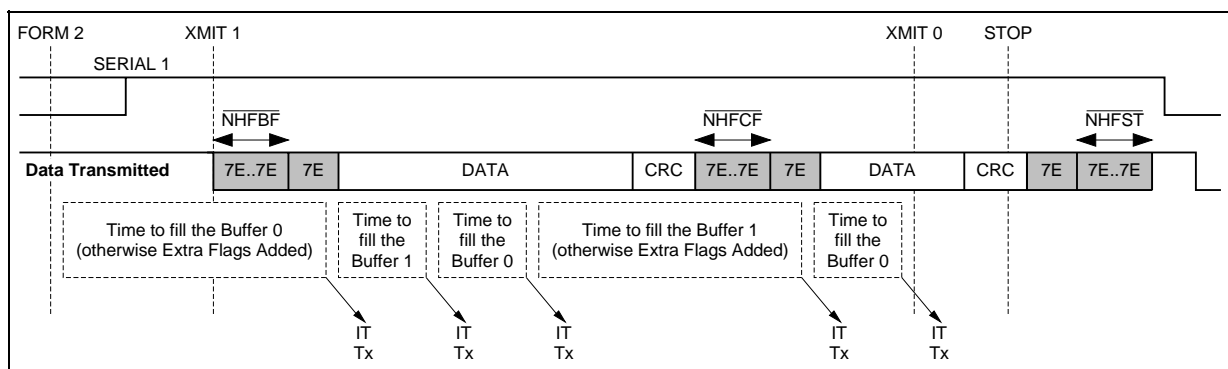 FORM 2 XMIT 1 XMIT 0 STOP
SERIAL 1
NHFBF NHFCF NHFST
Data Transmitted 7E..7E 7E DATA CRC 7E..7E 7E DATA CRC 7E 7E..7E
Time to fill the Buffer 0
(otherwise Extra Flags Added)
Time to
fill the
Buffer 1
Time to
fill the
Buffer 0
Time to fill the Buffer 1
(otherwise Extra Flags Added)
Time to
fill the
Buffer 0
IT
Tx
IT
Tx
IT
Tx
IT
Tx
IT
Tx